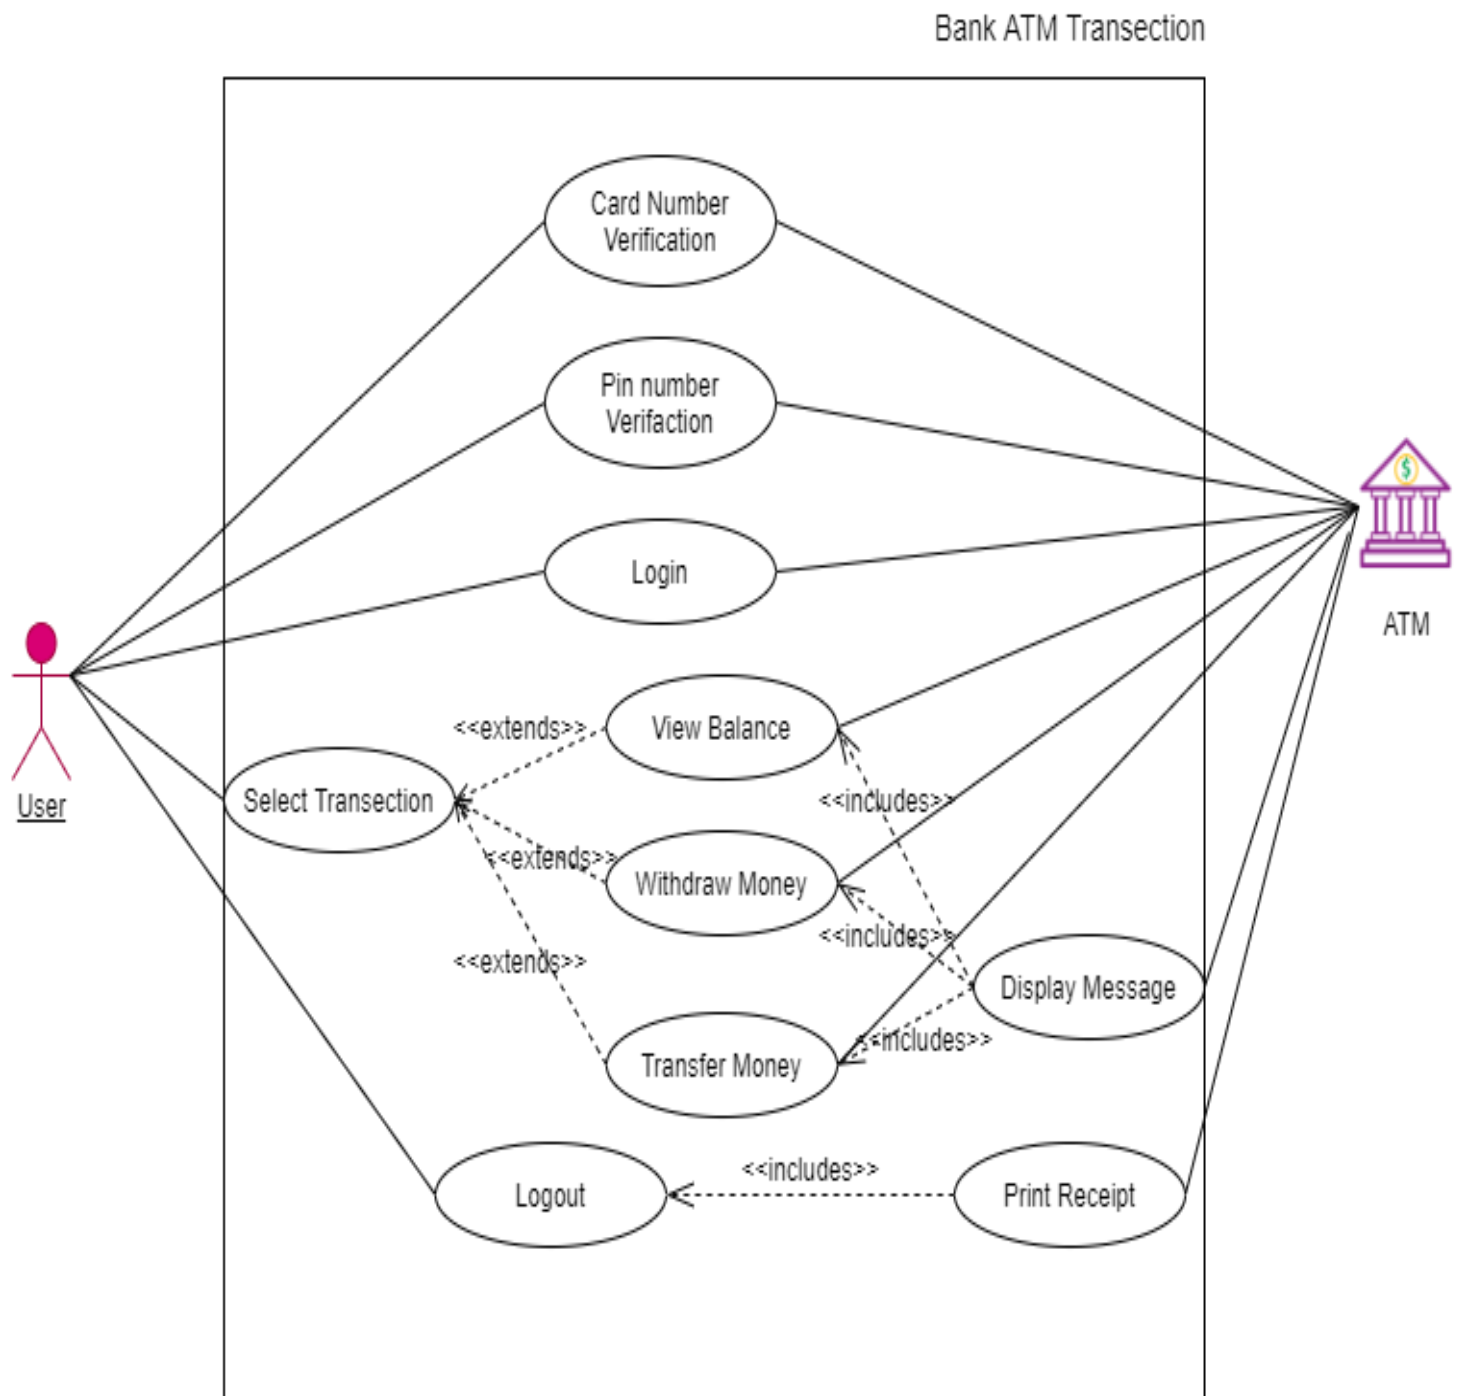 Bank ATM Transection
Card Number
Verification
Pin number
Verifaction
Login
ATM
View Balance
<<extends>>
User
Select Transection
<<includes>>
<<extends>>
Withdraw Money
<<includes>>
<<extends>>
Display Message
<<includes>>
Transfer Money
<<includes>>
Logout
Print Receipt